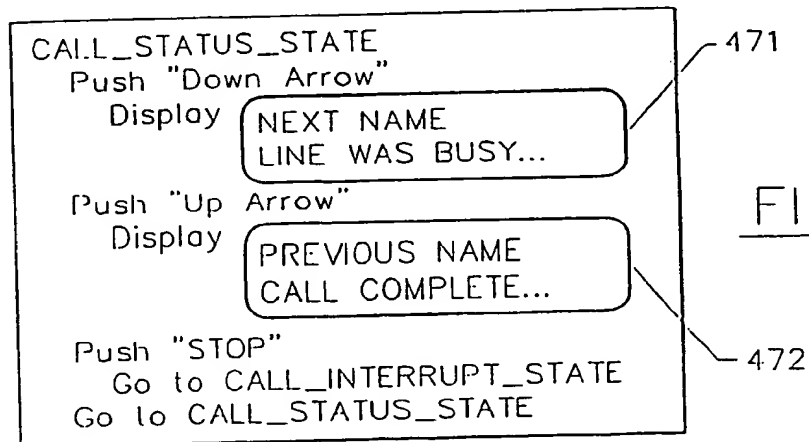 CALL_STATUS_STATE
Push "Down Arrow"
Display
NEXT NAME
LINE WAS BUSY...
471
Push "Up Arrow"
Display
PREVIOUS NAME
CALL COMPLETE...
472
FI
Push "STOP"
Go to CALL_INTERRUPT_STATE
Go to CALL_STATUS_STATE